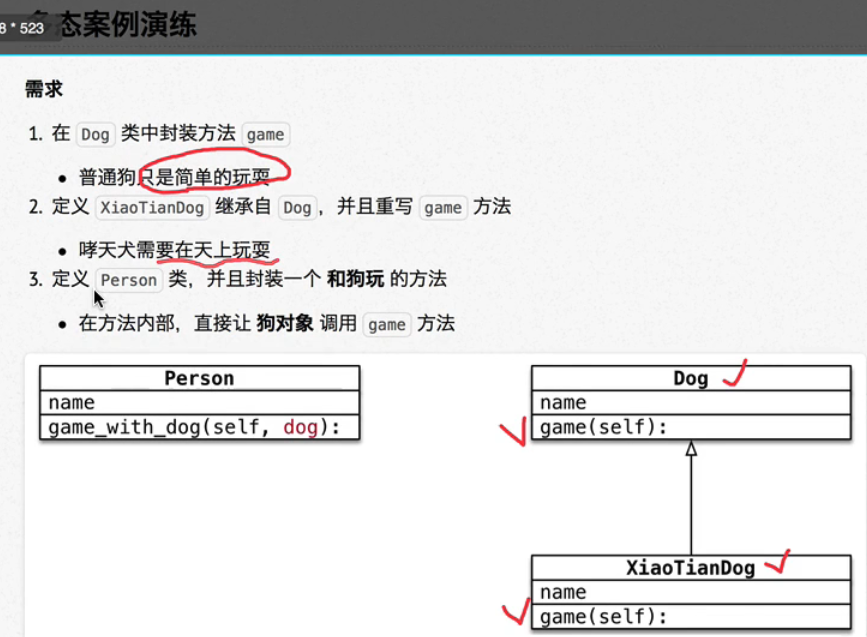 8 * 523
多态案例演练
需求
1. 在 Dog 类中封装方法 game
• 普通狗只是简单的玩耍
2. 定义 XiaoTianDog 继承自 Dog，并且重写 game 方法
• 哮天犬需要在天上玩耍
3. 定义 Person 类，并且封装一个 和狗玩 的方法
• 在方法内部，直接让 狗对象 调用 game 方法
Person
name
game_with_dog(self, dog):
Dog
name
game(self):
XiaoTianDog
name
game(self):